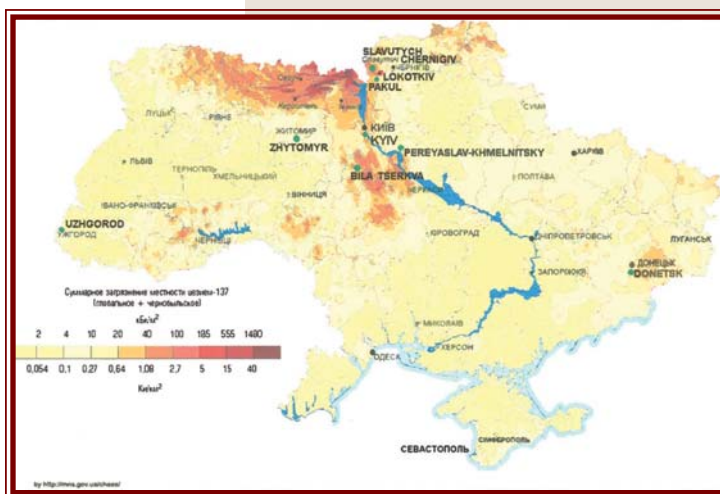 SLAVUTYCH
CHERNIGIV
ЧЕРНІГІВ
LOKOTKIV
PAKUL
СУМИ
ЛУЦЬК
РІВНЕ
ЖИТОМИР
ZHYTOMYR
КИЇВ
KYIV
PEREYASLAV-KHMELNITSKY
ХАРКІВ
ЛЬВІВ
ТЕРНОПІЛЬ
ХМЕЛЬНИЦЬКИЙ
BILA TSERKVA
ПОЛТАВА
ВІННИЦЯ
ІВАНО-ФРАНКІВСЬК
UZHGOROD
УЖГОРОД
ЧЕРНІВЦІ
КІРОВОГРАД
ДНІПРОПЕТРОВСЬК
ЛУГАНСЬК
ДОНЕЦЬК
DONETSK
ЗАПОРІЖЖЯ
Суммарное загрязнение местности цезием-137
(глобальное + чернобыльское)
кБк/м²
2 4 10 20 40 100 185 555 1480
0,054 0,1 0,27 0,54 1,08 2,7 5 15 40
Ки/км²
МИКОЛАЇВ
ОДЕСА
ХЕРСОН
СЕВАСТОПОЛЬ
СІМФЕРОПОЛЬ